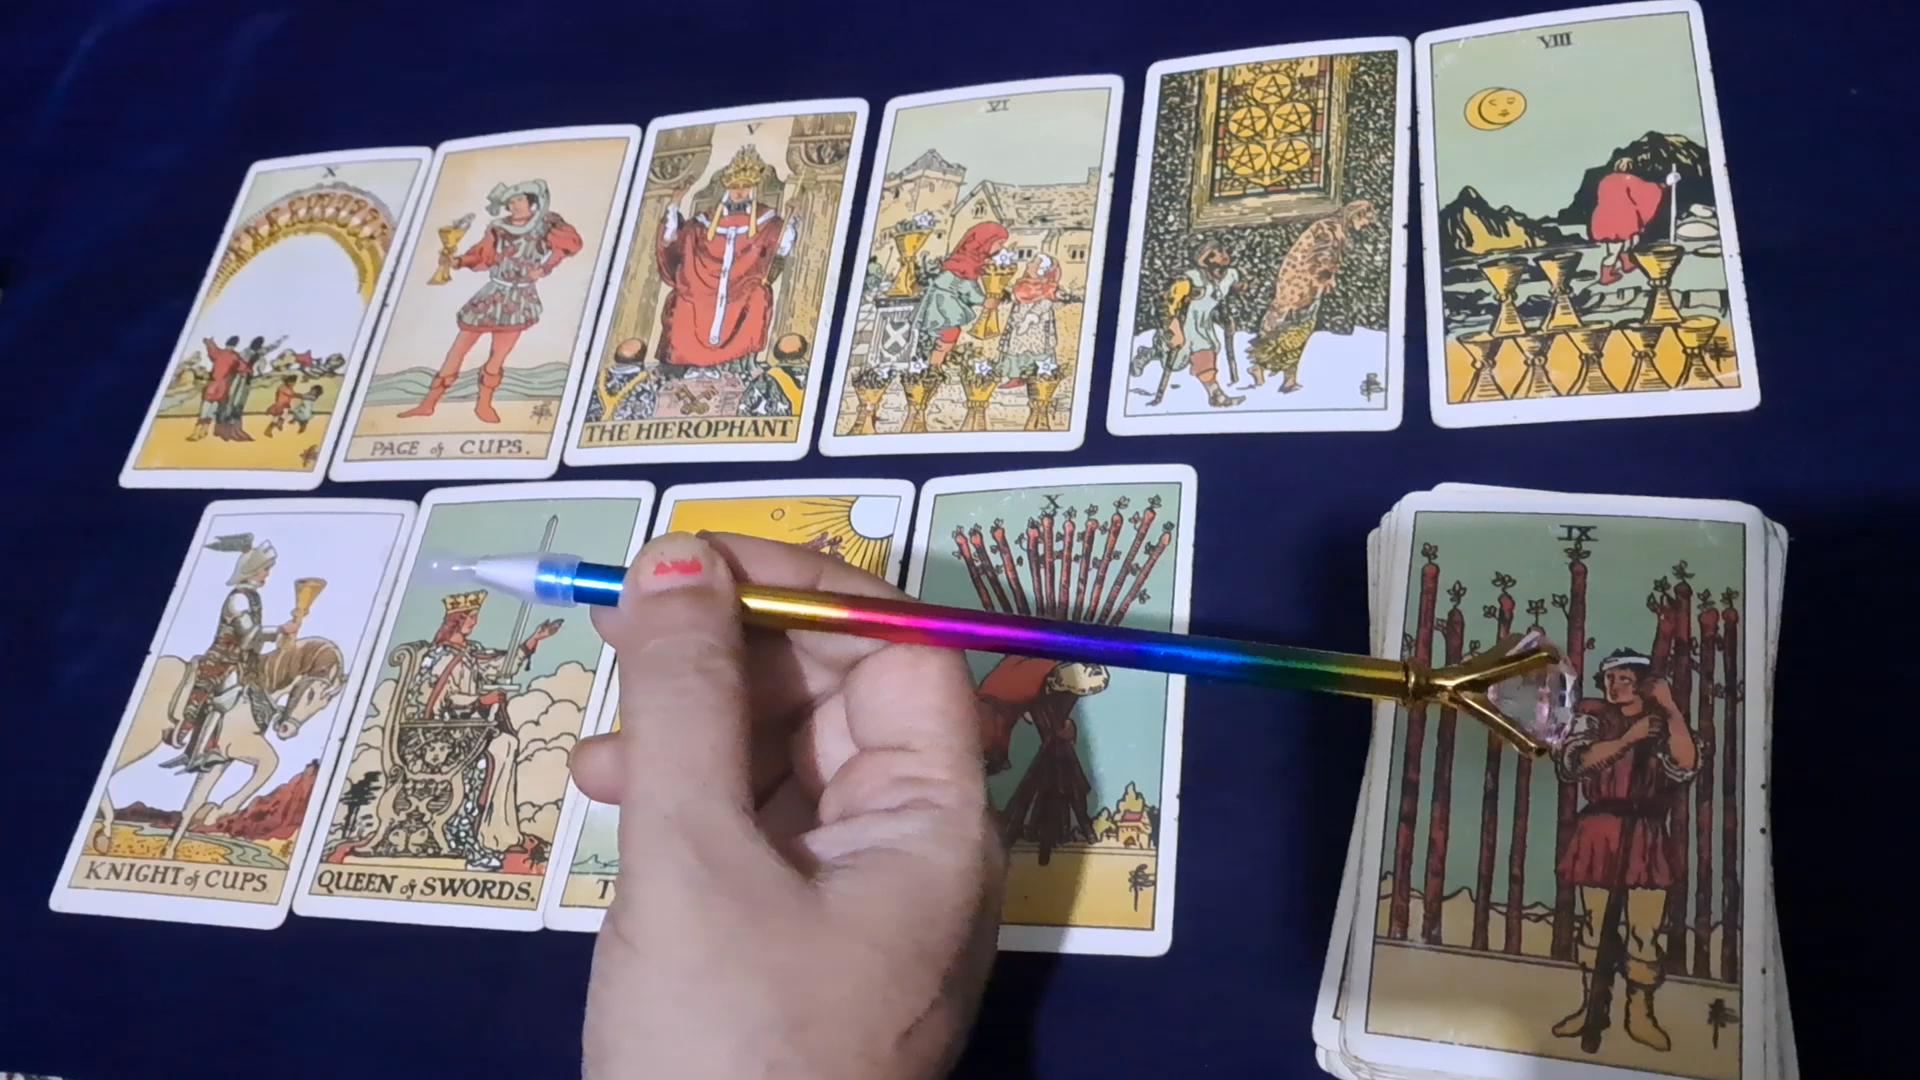 X
PAGE of CUPS.
V
THE HIEROPHANT
VI
VIII
KNIGHT of CUPS
QUEEN of SWORDS.
O
T
X
IX